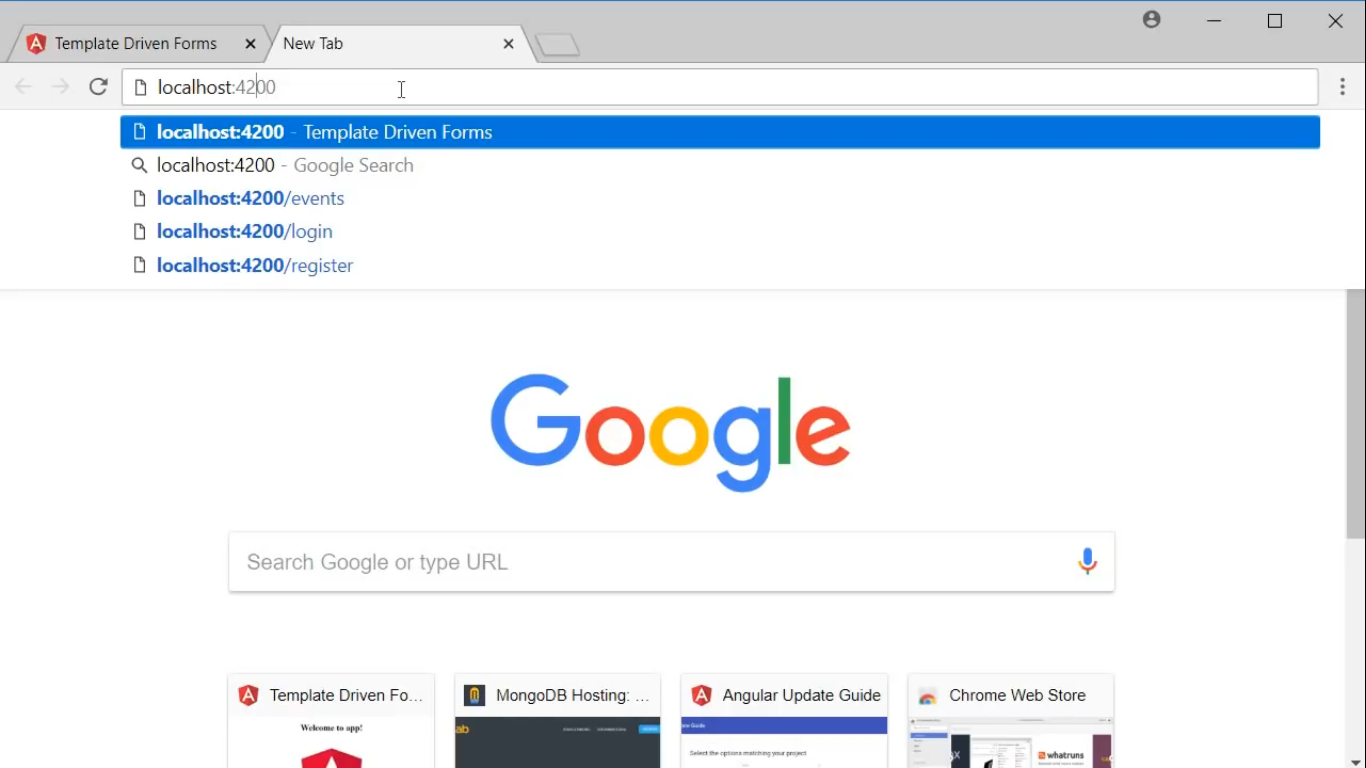 Template Driven Forms
New Tab
localhost:4200
localhost:4200 - Template Driven Forms
localhost:4200 - Google Search
localhost:4200/events
localhost:4200/login
localhost:4200/register
Google
Search Google or type URL
Template Driven Fo...
MongoDB Hosting: ...
Angular Update Guide
Chrome Web Store
Welcome to app!
ab
Guide
Select the options matching your project
whatruns